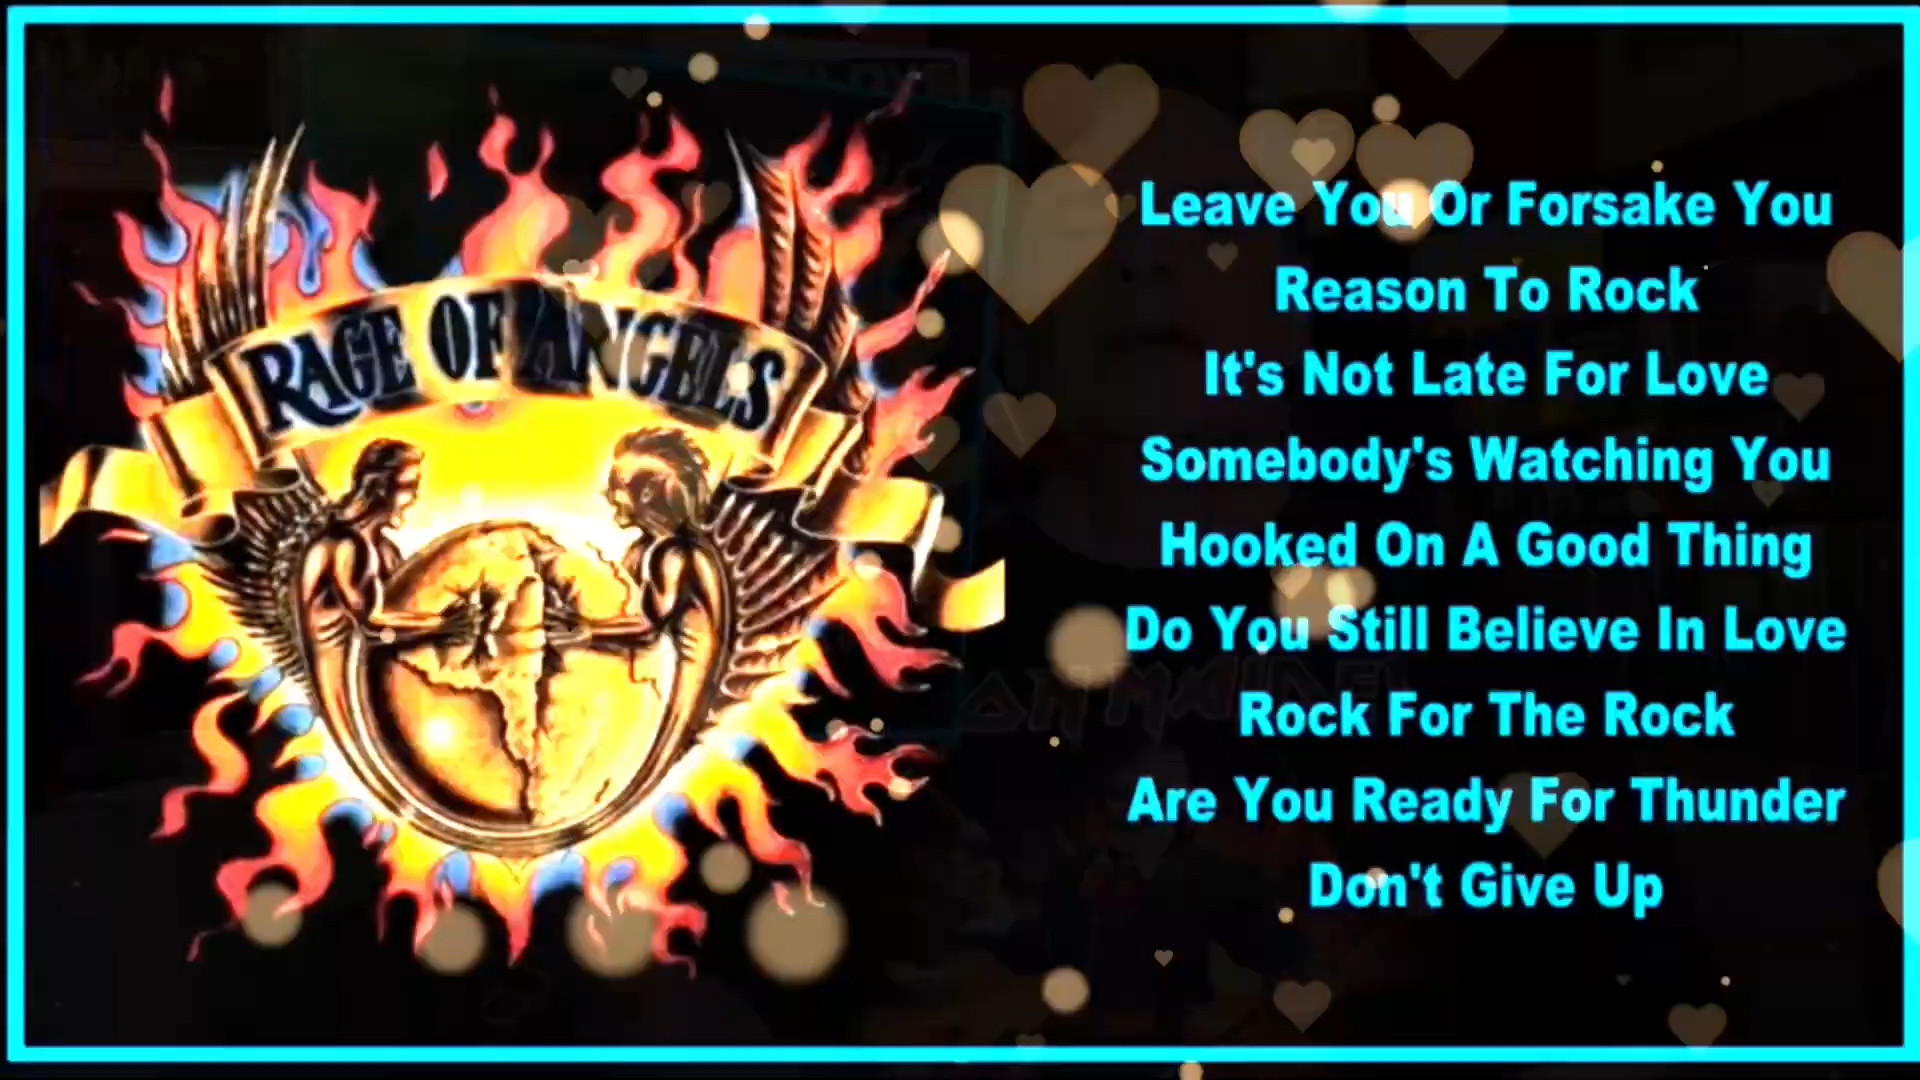 RAGE OF ANGELS
Leave You Or Forsake You
Reason To Rock
It's Not Late For Love
Somebody's Watching You
Hooked On A Good Thing
Do You Still Believe In Love
Rock For The Rock
Are You Ready For Thunder
Don't Give Up